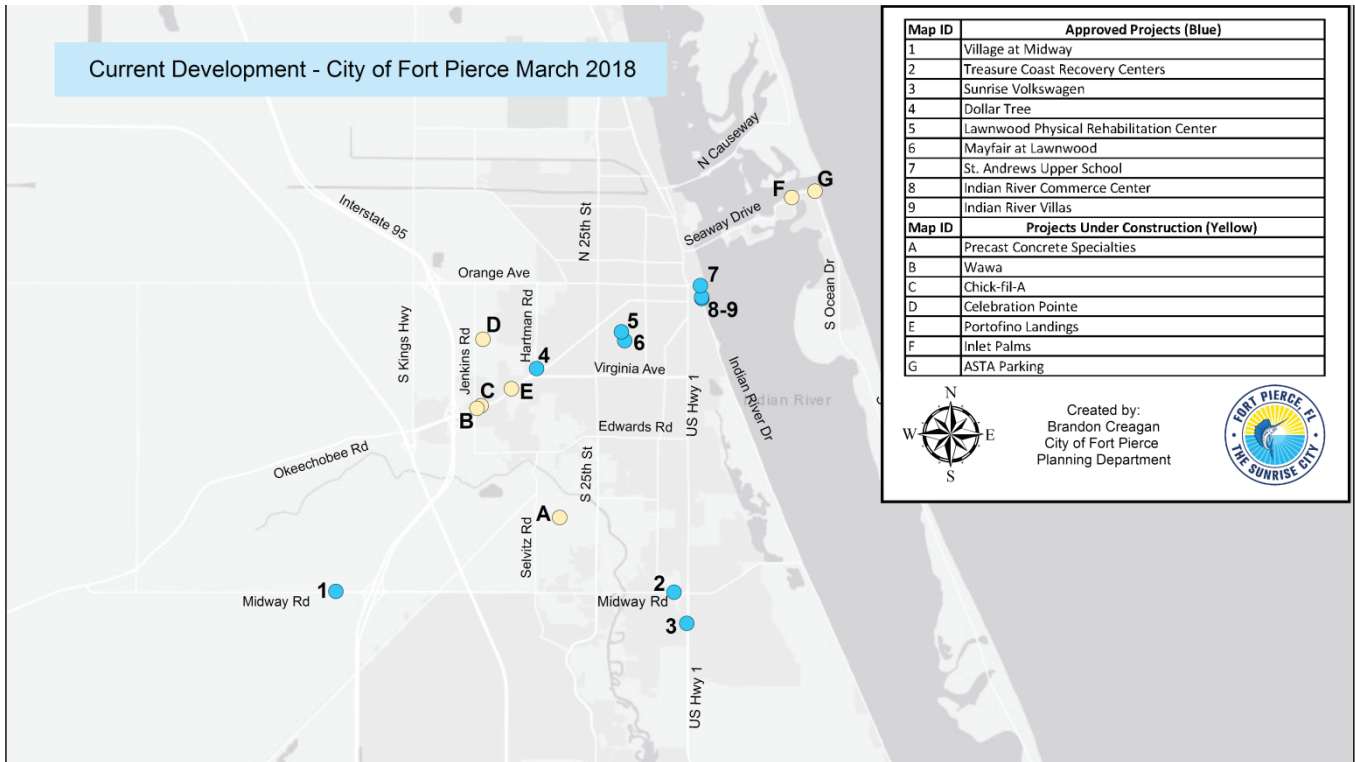 Current Development - City of Fort Pierce March 2018
Map ID Approved Projects (Blue)
1 Village at Midway
2 Treasure Coast Recovery Centers
3 Sunrise Volkswagen
4 Dollar Tree
5 Lawnwood Physical Rehabilitation Center
6 Mayfair at Lawnwood
7 St. Andrews Upper School
8 Indian River Commerce Center
9 Indian River Villas
Map ID Projects Under Construction (Yellow)
A Precast Concrete Specialties
B Wawa
C Chick-fil-A
D Celebration Pointe
E Portofino Landings
F Inlet Palms
G ASTA Parking
N
W E
S
Created by:
Brandon Creagan
City of Fort Pierce
Planning Department
FORT PIERCE, FL
THE SUNRISE CITY
N Causeway
F
G
Interstate 95
N 25th St
Seaway Drive
Orange Ave
7
8-9
S Ocean Dr
S Kings Hwy
Jenkins Rd
Hartman Rd
D
5
6
4
Virginia Ave
E
C
B
US Hwy 1
Indian River Dr
Indian River
Edwards Rd
Okeechobee Rd
S 25th St
A
Selvitz Rd
1
Midway Rd
2
Midway Rd
3
US Hwy 1